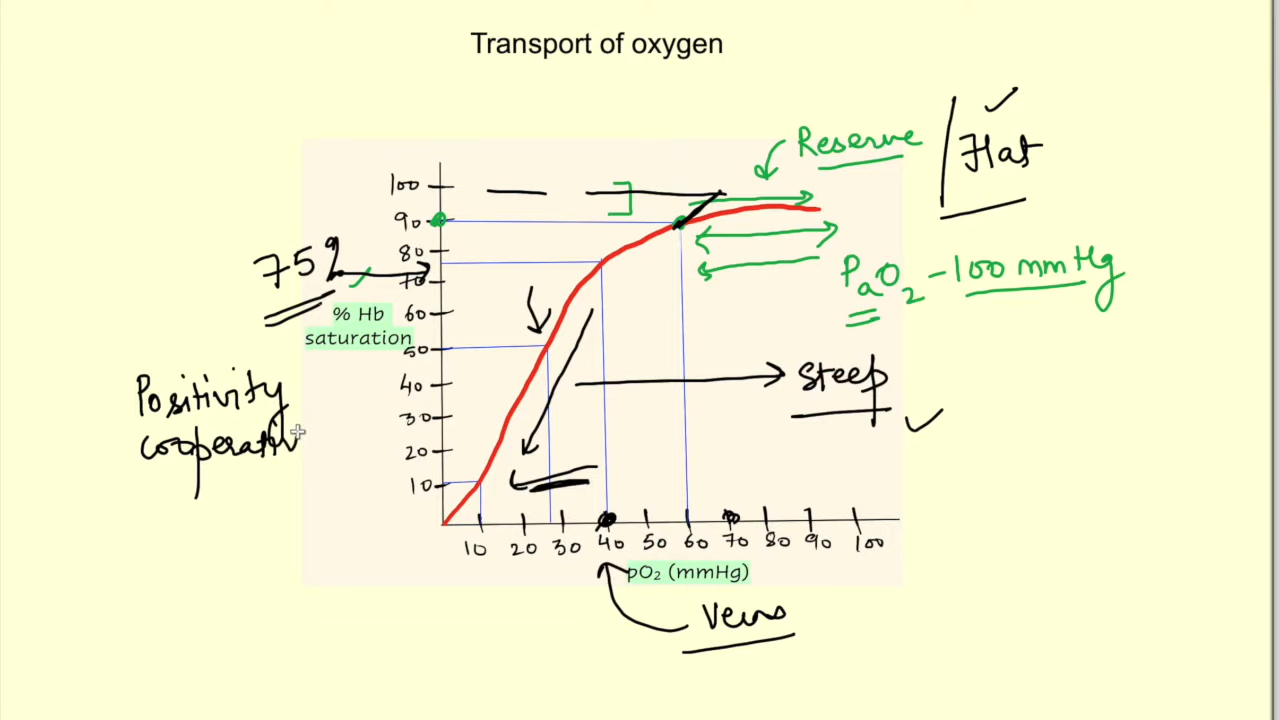 Transport of oxygen
Reserve
Flat
100
90
80
70
60
50
40
30
20
10
75%
% Hb
saturation
PaO2 - 100 mmHg
Steep
Positivity
cooperativ
10 20 30 40 50 60 70 80 90 100
pO₂ (mmHg)
Veins